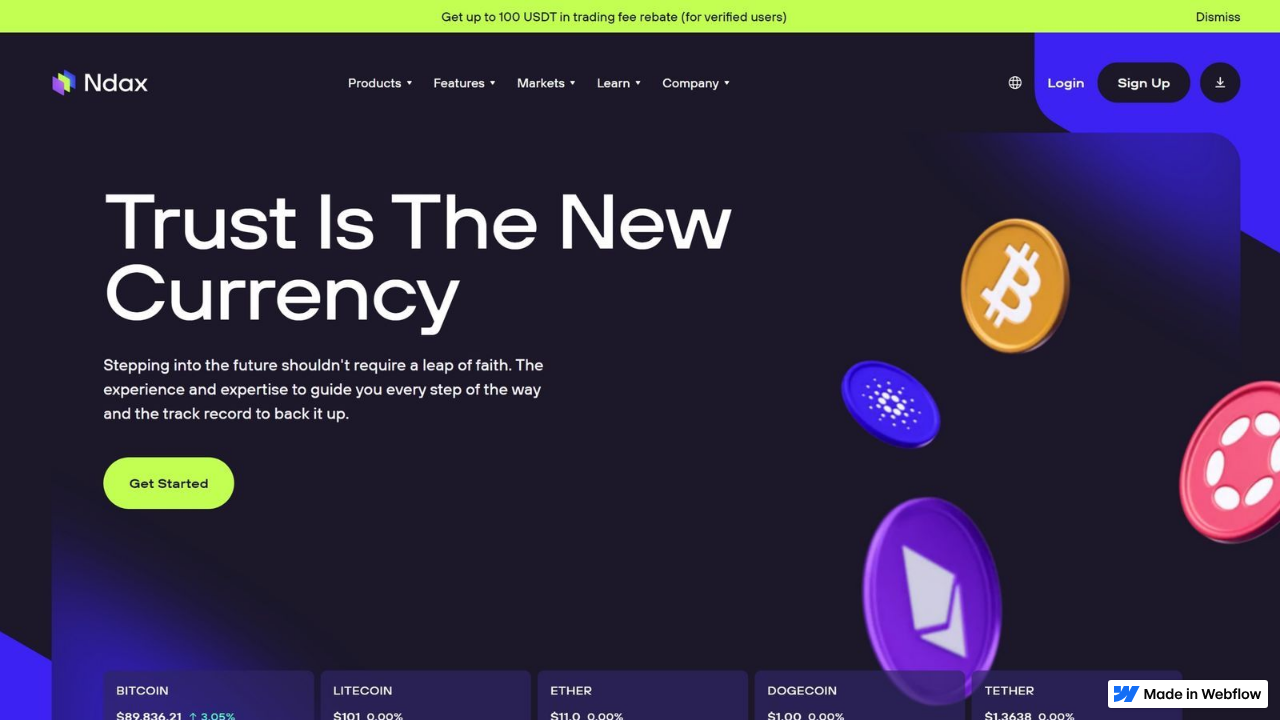 Get up to 100 USDT in trading fee rebate (for verified users)
Dismiss
Ndax
Products
Features
Markets
Learn
Company
Login
Sign Up
Trust Is The New
Currency
Stepping into the future shouldn't require a leap of faith. The
experience and expertise to guide you every step of the way
and the track record to back it up.
Get Started
BITCOIN
LITECOIN
ETHER
DOGECOIN
TETHER
$89,836.21 ↑ 3.05%
$101 0.00%
$11.0 0.00%
$1.00 0.00%
$1.3638 0.00%
Made in Webflow